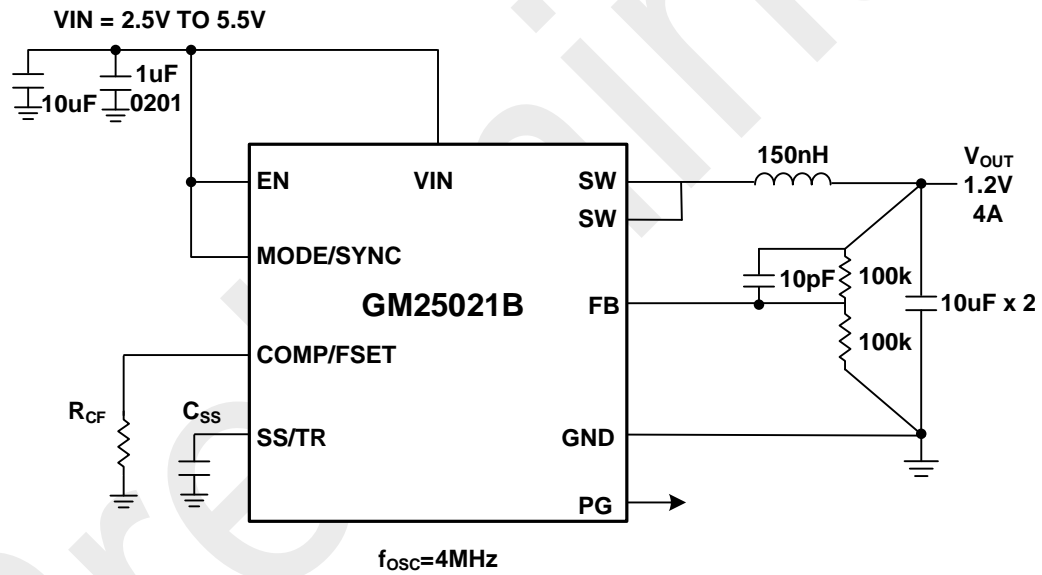 VIN = 2.5V TO 5.5V
1uF
10uF
0201
EN
VIN
SW
SW
MODE/SYNC
GM25021B
FB
COMP/FSET
SS/TR
GND
PG
RCF
CSS
150nH
VOUT
1.2V
4A
10pF
100k
10uF x 2
100k
fOSC=4MHz